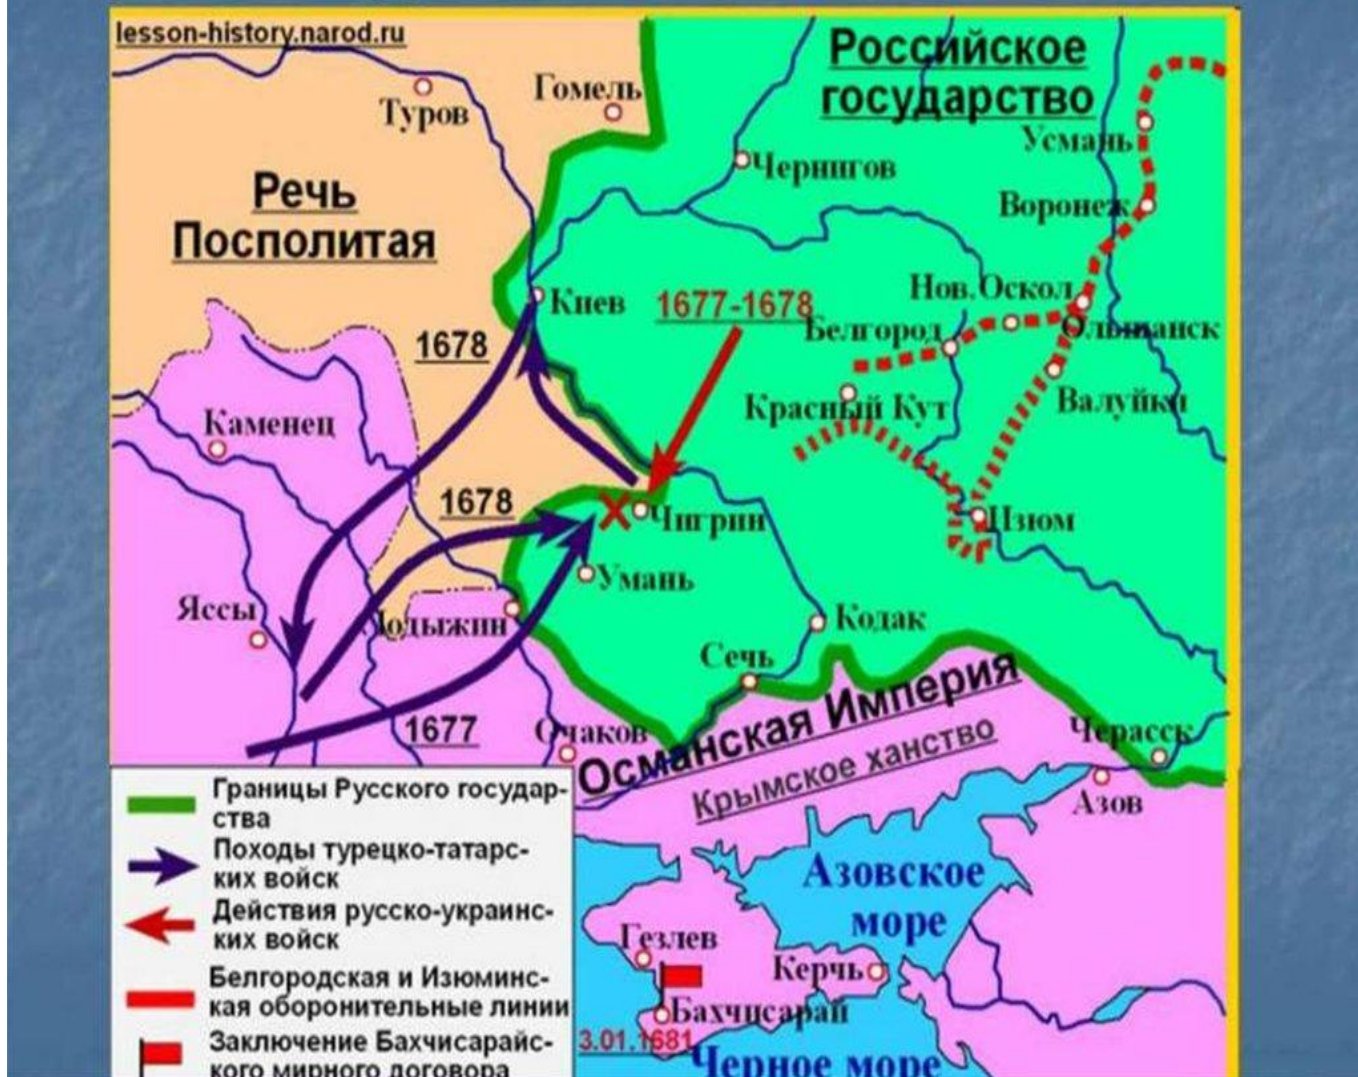 lesson-history.narod.ru
Российское
государство
Гомель
Туров
Усмань
Чернигов
Речь
Посполитая
Воронеж
Нов.Оскол
Киев
1677-1678
Белгород
Ольшанск
1678
Красный Кут
Валуйки
Каменец
1678
Чигрин
Изюм
Умань
Яссы
Лодыжин
Кодак
Сечь
1677
Очаков
Османская Империя
Крымское ханство
Черасск
Азов
Границы Русского государ-
ства
Походы турецко-татарс-
ких войск
Действия русско-украинс-
ких войск
Белгородская и Изюминс-
кая оборонительные линии
Заключение Бахчисарайс-
кого мирного договора
Азовское
море
Гезлев
Керчь
Бахчисарай
3.01.1681
Черное море